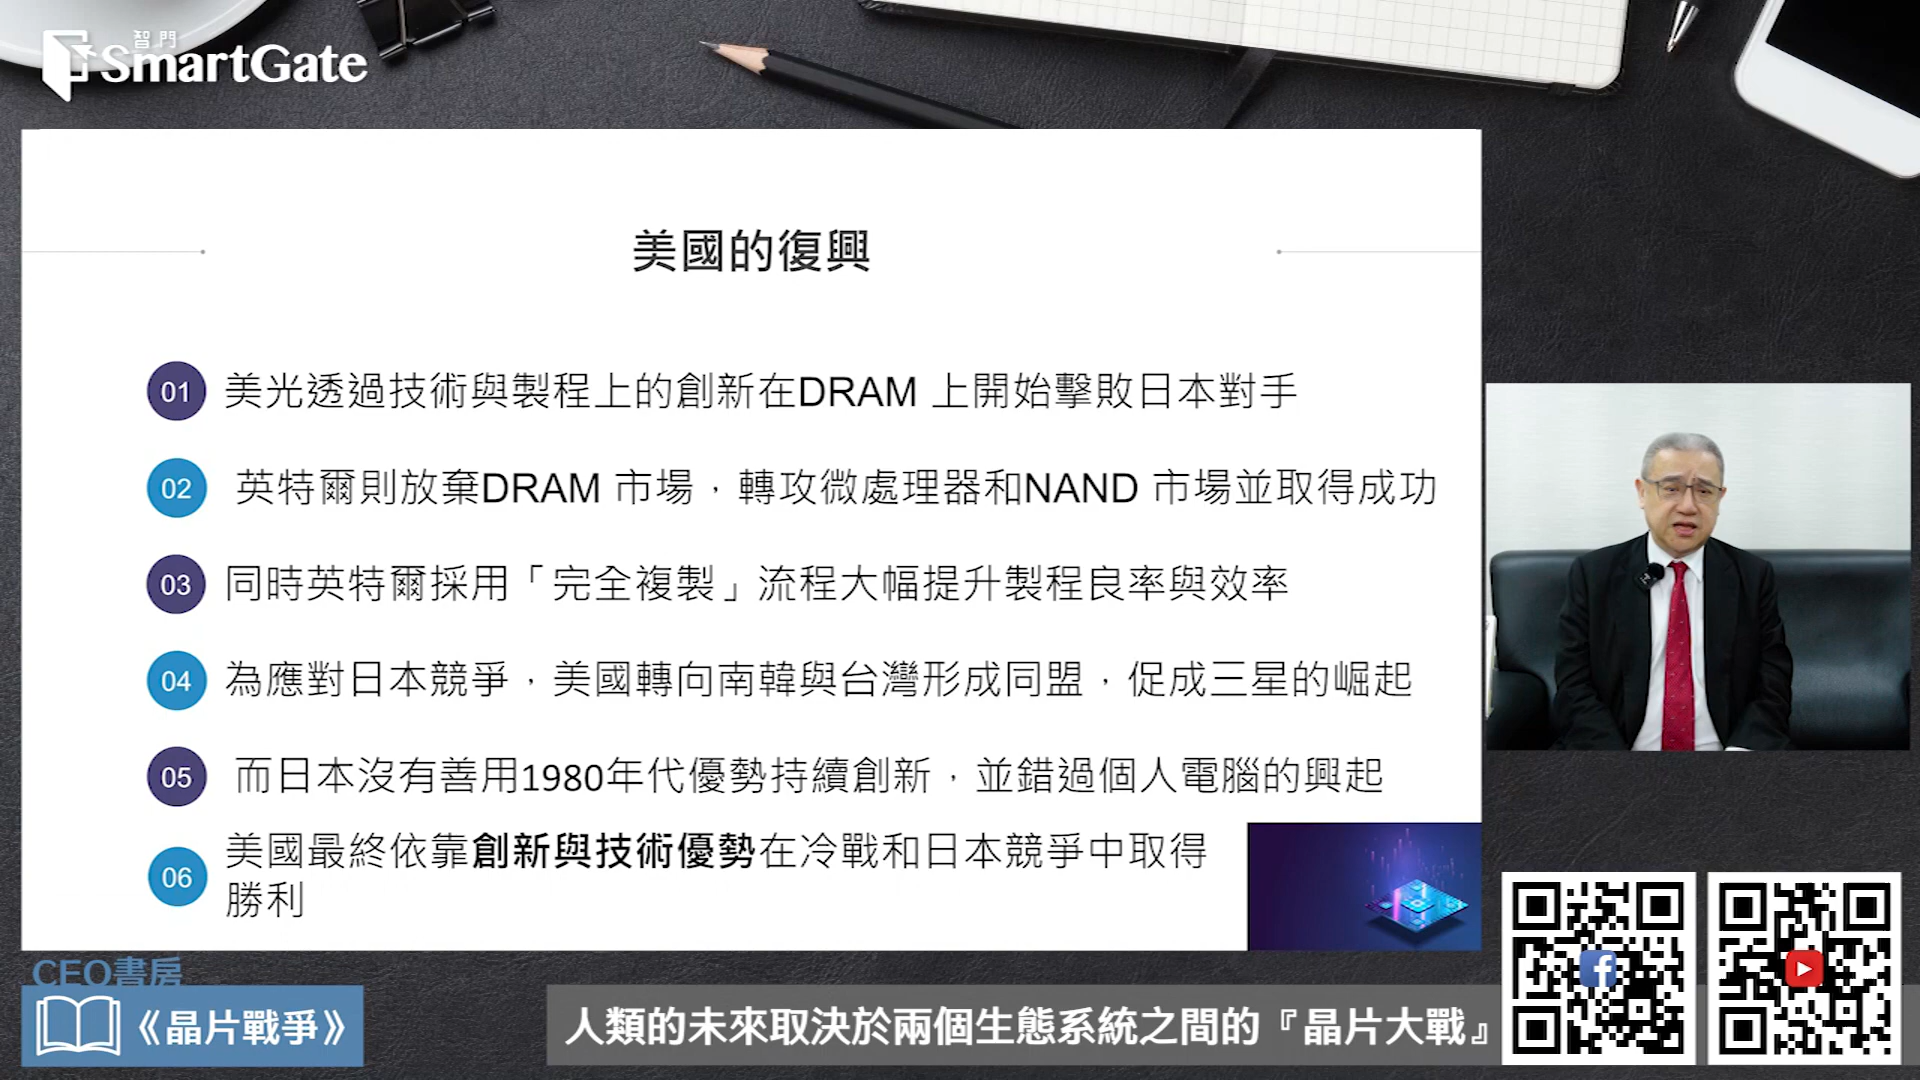 智門
SmartGate
美國的復興
01 美光透過技術與製程上的創新在DRAM 上開始擊敗日本對手
02 英特爾則放棄DRAM 市場，轉攻微處理器和NAND 市場並取得成功
03 同時英特爾採用「完全複製」流程大幅提升製程良率與效率
04 為應對日本競爭，美國轉向南韓與台灣形成同盟，促成三星的崛起
05 而日本沒有善用1980年代優勢持續創新，並錯過個人電腦的興起
06 美國最終依靠創新與技術優勢在冷戰和日本競爭中取得
勝利
CEO書房
《晶片戰爭》
人類的未來取決於兩個生態系統之間的『晶片大戰』